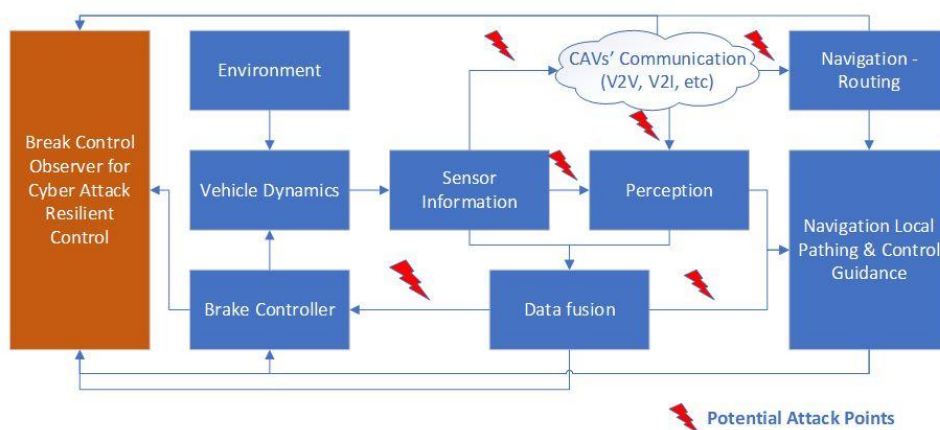 Break Control
Observer for
Cyber Attack
Resilient
Control
Environment
CAVs' Communication
(V2V, V2I, etc)
Navigation -
Routing
Vehicle Dynamics
Sensor
Information
Perception
Navigation Local
Pathing & Control
Guidance
Brake Controller
Data fusion
Potential Attack Points